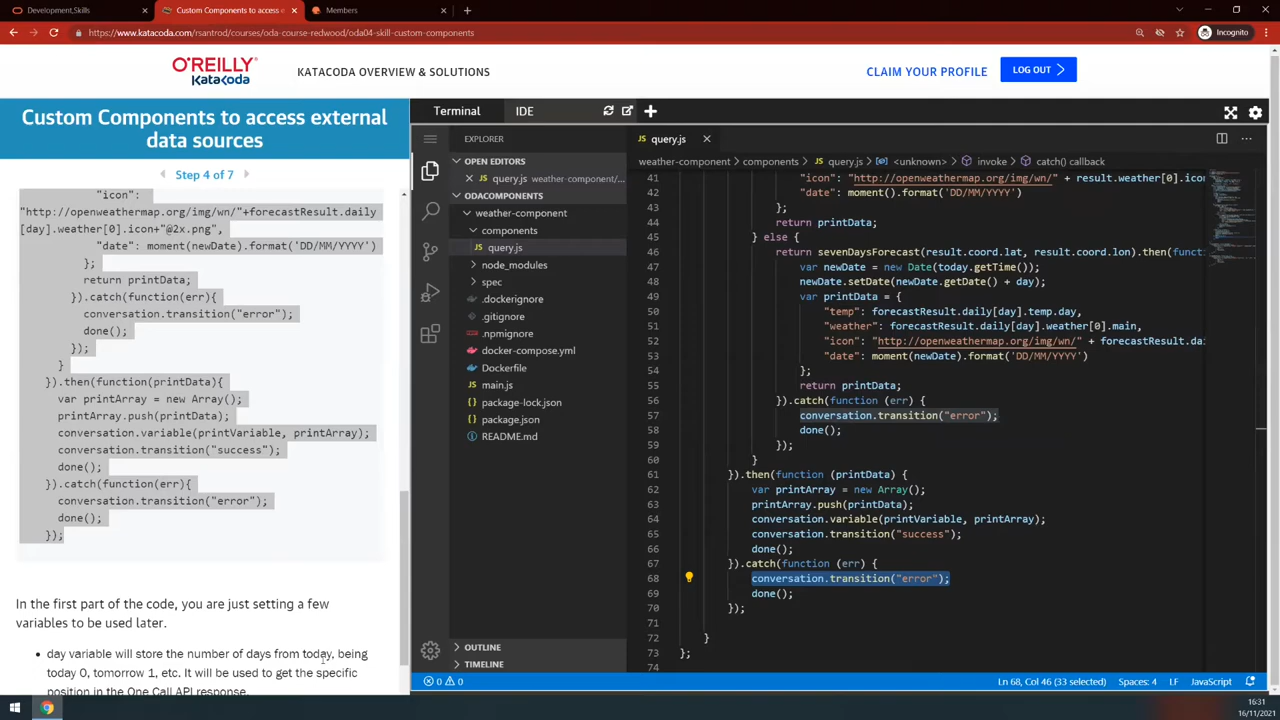 Development,Skills
Custom Components to access e
Members
https://www.katacoda.com/rsantrod/courses/oda-course-redwood/oda04-skill-custom-components
Incognito
O'REILLY
Katakoda
KATACODA OVERVIEW & SOLUTIONS
CLAIM YOUR PROFILE
LOG OUT
Custom Components to access external
data sources
Step 4 of 7
"icon":
"http://openweathermap.org/img/wn/"+forecastResult.daily
[day].weather[0].icon+"@2x.png",
"date": moment(newDate).format('DD/MM/YYYY')
};
return printData;
}).catch(function(err){
conversation.transition("error");
done();
});
}
}).then(function(printData){
var printArray = new Array();
printArray.push(printData);
conversation.variable(printVariable, printArray);
conversation.transition("success");
done();
}).catch(function(err){
conversation.transition("error");
done();
});
In the first part of the code, you are just setting a few
variables to be used later.
• day variable will store the number of days from today, being
today 0, tomorrow 1, etc. It will be used to get the specific
position in the One Call API response.
Terminal
IDE
EXPLORER
OPEN EDITORS
query.js weather-component/...
ODACOMPONENTS
weather-component
components
query.js
node_modules
spec
.dockerignore
.gitignore
.npmignore
docker-compose.yml
Dockerfile
main.js
package-lock.json
package.json
README.md
OUTLINE
TIMELINE
query.js
weather-component > components > query.js > <unknown> > invoke > catch() callback
41 "icon": "http://openweathermap.org/img/wn/" + result.weather[0].icon
42 "date": moment().format('DD/MM/YYYY')
43 };
44 return printData;
45 } else {
46 return sevenDaysForecast(result.coord.lat, result.coord.lon).then(funct
47 var newDate = new Date(today.getTime());
48 newDate.setDate(newDate.getDate() + day);
49 var printData = {
50 "temp": forecastResult.daily[day].temp.day,
51 "weather": forecastResult.daily[day].weather[0].main,
52 "icon": "http://openweathermap.org/img/wn/" + forecastResult.dai
53 "date": moment(newDate).format('DD/MM/YYYY')
54 };
55 return printData;
56 }).catch(function (err) {
57 conversation.transition("error");
58 done();
59 });
60 }
61 }).then(function (printData) {
62 var printArray = new Array();
63 printArray.push(printData);
64 conversation.variable(printVariable, printArray);
65 conversation.transition("success");
66 done();
67 }).catch(function (err) {
68 conversation.transition("error");
69 done();
70 });
71
72 }
73 };
74
0 0
Ln 68, Col 46 (33 selected)
Spaces: 4
LF
JavaScript
16:31
16/11/2021